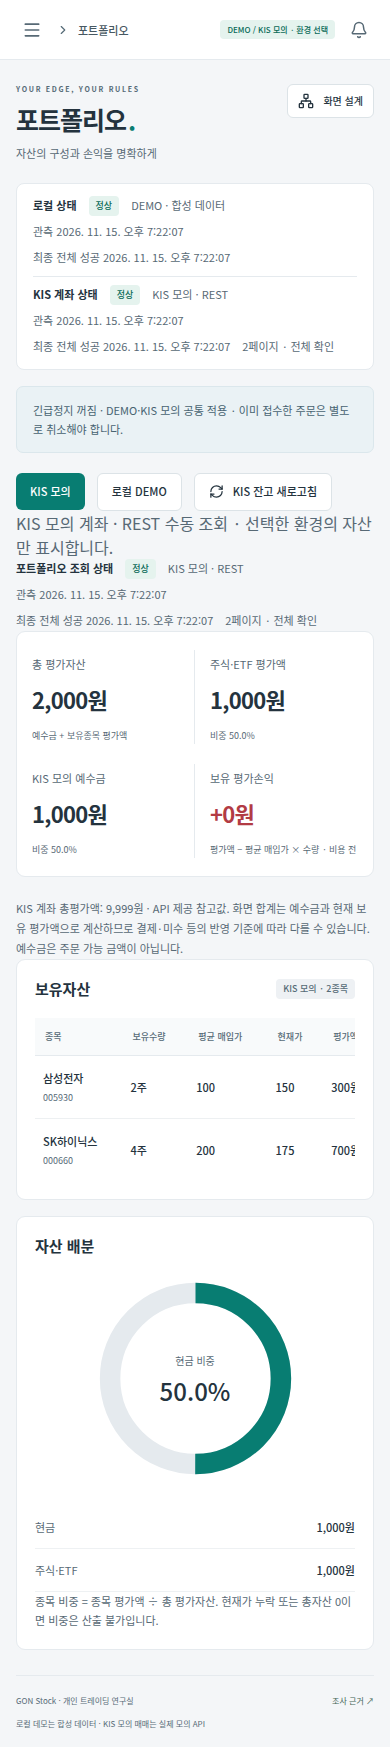 포트폴리오
DEMO / KIS 모의 · 환경 선택
YOUR EDGE, YOUR RULES
포트폴리오.
자산의 구성과 손익을 명확하게
화면 설계
로컬 상태 정상 DEMO · 합성 데이터
관측 2026. 11. 15. 오후 7:22:07
최종 전체 성공 2026. 11. 15. 오후 7:22:07
KIS 계좌 상태 정상 KIS 모의 · REST
관측 2026. 11. 15. 오후 7:22:07
최종 전체 성공 2026. 11. 15. 오후 7:22:07 2페이지 · 전체 확인
긴급정지 꺼짐 · DEMO·KIS 모의 공통 적용 · 이미 접수한 주문은 별도
로 취소해야 합니다.
KIS 모의 로컬 DEMO KIS 잔고 새로고침
KIS 모의 계좌 · REST 수동 조회 · 선택한 환경의 자산
만 표시합니다.
포트폴리오 조회 상태 정상 KIS 모의 · REST
관측 2026. 11. 15. 오후 7:22:07
최종 전체 성공 2026. 11. 15. 오후 7:22:07 2페이지 · 전체 확인
총 평가자산
2,000원
예수금 + 보유종목 평가액
주식·ETF 평가액
1,000원
비중 50.0%
KIS 모의 예수금
1,000원
비중 50.0%
보유 평가손익
+0원
평가액 − 평균 매입가 × 수량 · 비용 전
KIS 계좌 총평가액: 9,999원 · API 제공 참고값. 화면 합계는 예수금과 현재 보
유 평가액으로 계산하므로 결제·미수 등의 반영 기준에 따라 다를 수 있습니다.
예수금은 주문 가능 금액이 아닙니다.
보유자산 KIS 모의 · 2종목
종목 보유수량 평균 매입가 현재가 평가액
삼성전자 2주 100 150 300원
005930
SK하이닉스 4주 200 175 700원
000660
자산 배분
현금 비중
50.0%
현금 1,000원
주식·ETF 1,000원
종목 비중 = 종목 평가액 ÷ 총 평가자산. 현재가 누락 또는 총자산 0이
면 비중은 산출 불가입니다.
GON Stock · 개인 트레이딩 연구실
조사 근거 ↗
로컬 데모는 합성 데이터 · KIS 모의 매매는 실제 모의 API